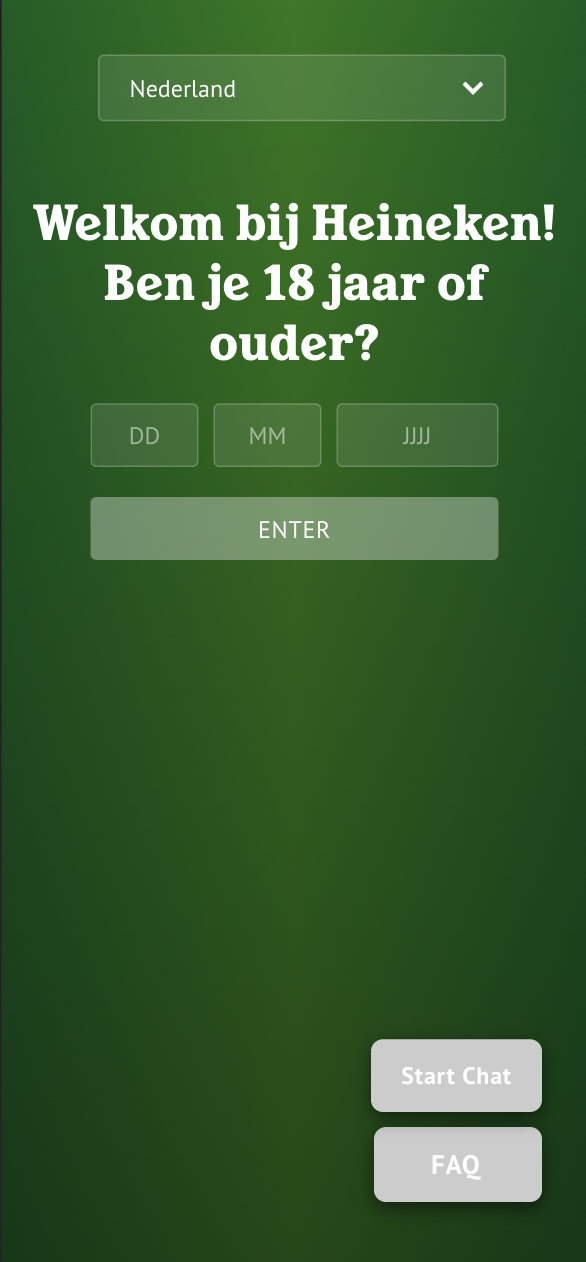 Nederland
Welkom bij Heineken!
Ben je 18 jaar of
ouder?
DD MM JJJJ
ENTER
Start Chat
FAQ